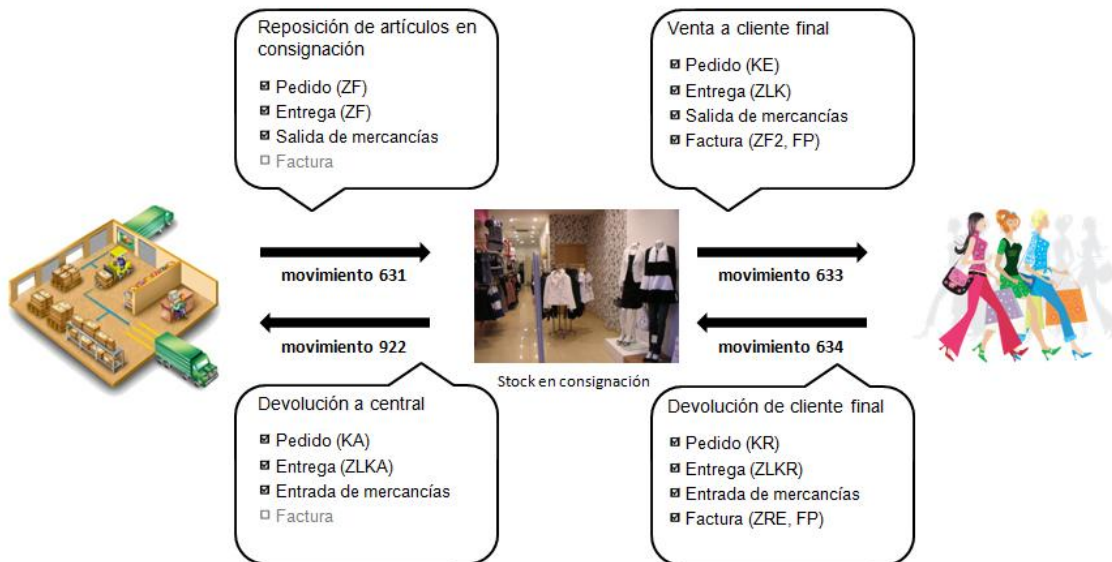 Reposición de artículos en
consignación
Pedido (ZF)
Entrega (ZF)
Salida de mercancías
Factura
Venta a cliente final
Pedido (KE)
Entrega (ZLK)
Salida de mercancías
Factura (ZF2, FP)
movimiento 631
movimiento 633
movimiento 922
movimiento 634
Stock en consignación
Devolución a central
Pedido (KA)
Entrega (ZLKA)
Entrada de mercancías
Factura
Devolución de cliente final
Pedido (KR)
Entrega (ZLKR)
Entrada de mercancías
Factura (ZRE, FP)